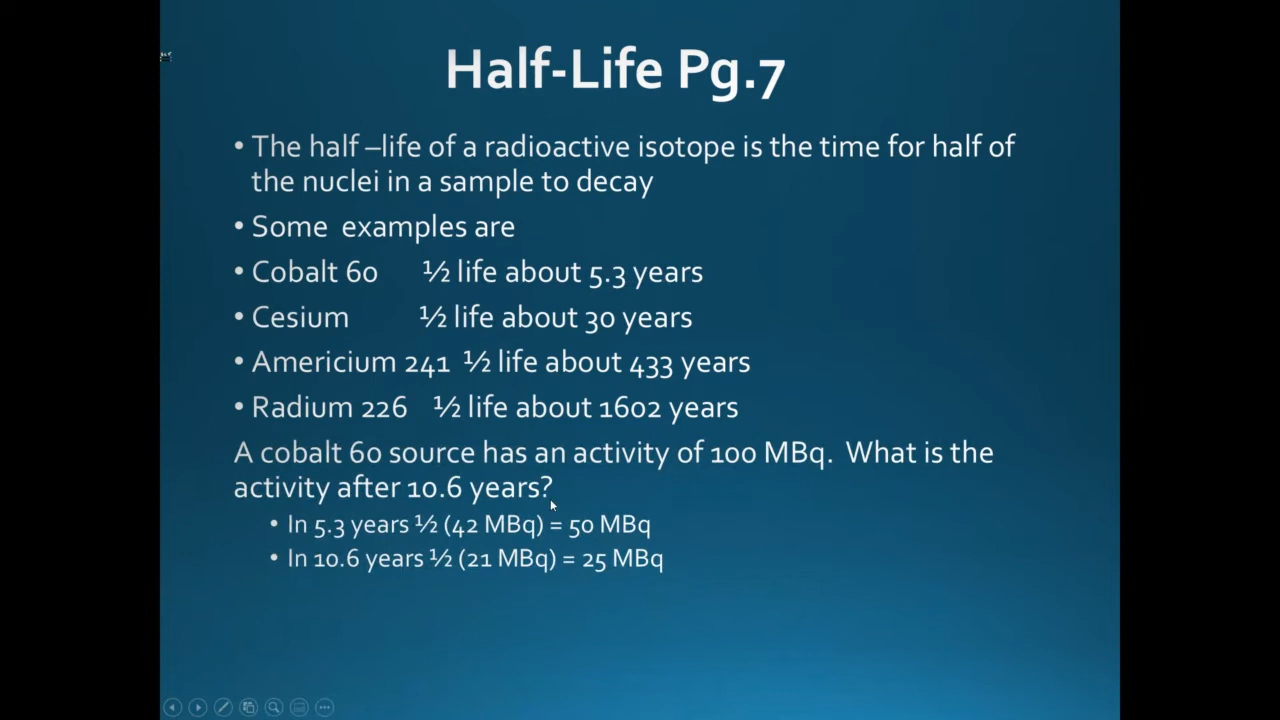 Half-Life Pg.7
• The half –life of a radioactive isotope is the time for half of
the nuclei in a sample to decay
• Some examples are
• Cobalt 60 ½ life about 5.3 years
• Cesium ½ life about 30 years
• Americium 241 ½ life about 433 years
• Radium 226 ½ life about 1602 years
A cobalt 60 source has an activity of 100 MBq. What is the
activity after 10.6 years?
• In 5.3 years ½ (42 MBq) = 50 MBq
• In 10.6 years ½ (21 MBq) = 25 MBq